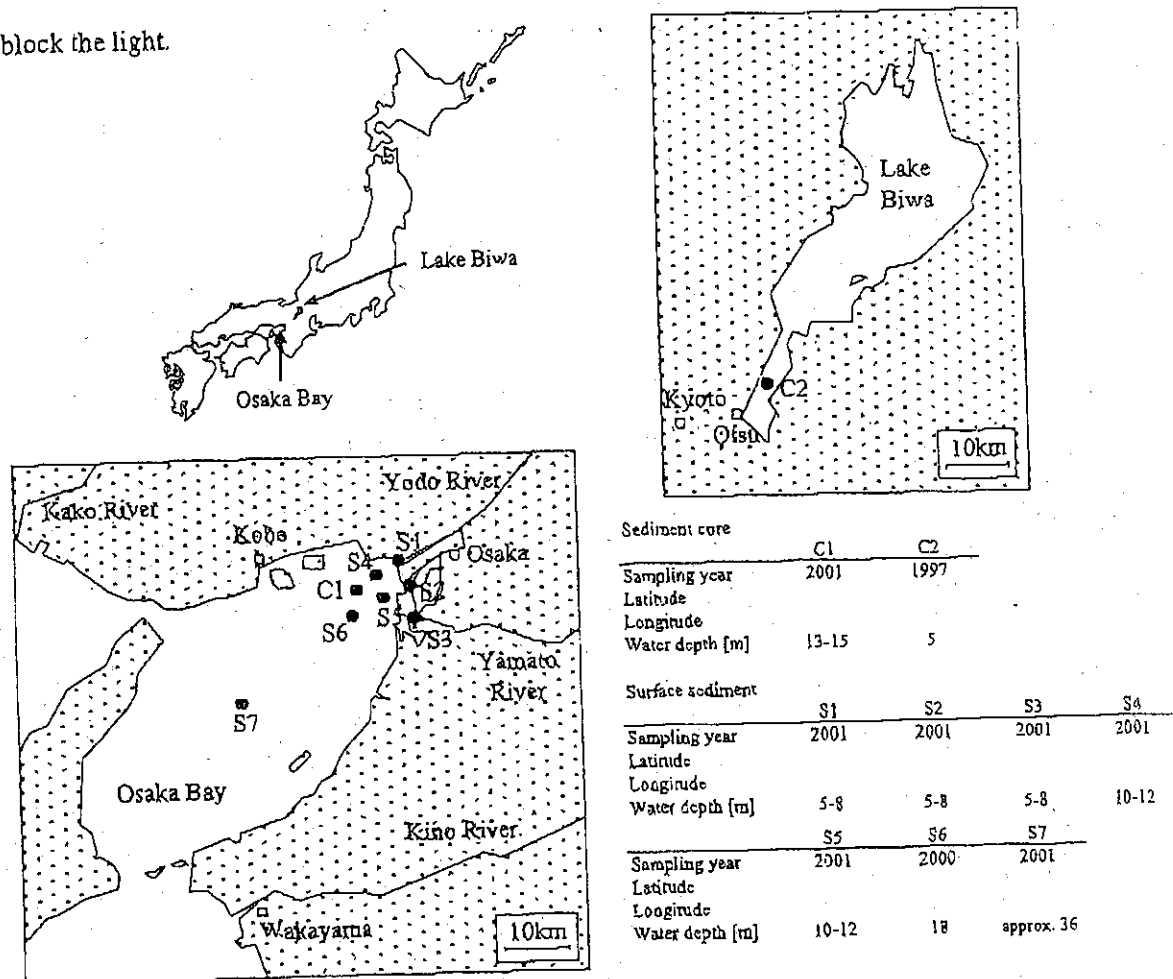 block the light.
Lake Biwa
Osaka Bay
Lake
Biwa
C2
Kyoto
Otsu
10km
Yodo River
Kako River
Kobe
S1
Osaka
S4
C1
S2
S5
S6
S3
Yamato
River
S7
Osaka Bay
Kino River
Wakayama
10km
Sediment core
C1 C2
Sampling year 2001 1997
Latitude
Longitude
Water depth [m] 13-15 5
Surface sediment
S1 S2 S3 S4
Sampling year 2001 2001 2001 2001
Latitude
Longitude
Water depth [m] 5-8 5-8 5-8 10-12
S5 S6 S7
Sampling year 2001 2000 2001
Latitude
Longitude
Water depth [m] 10-12 18 approx. 36